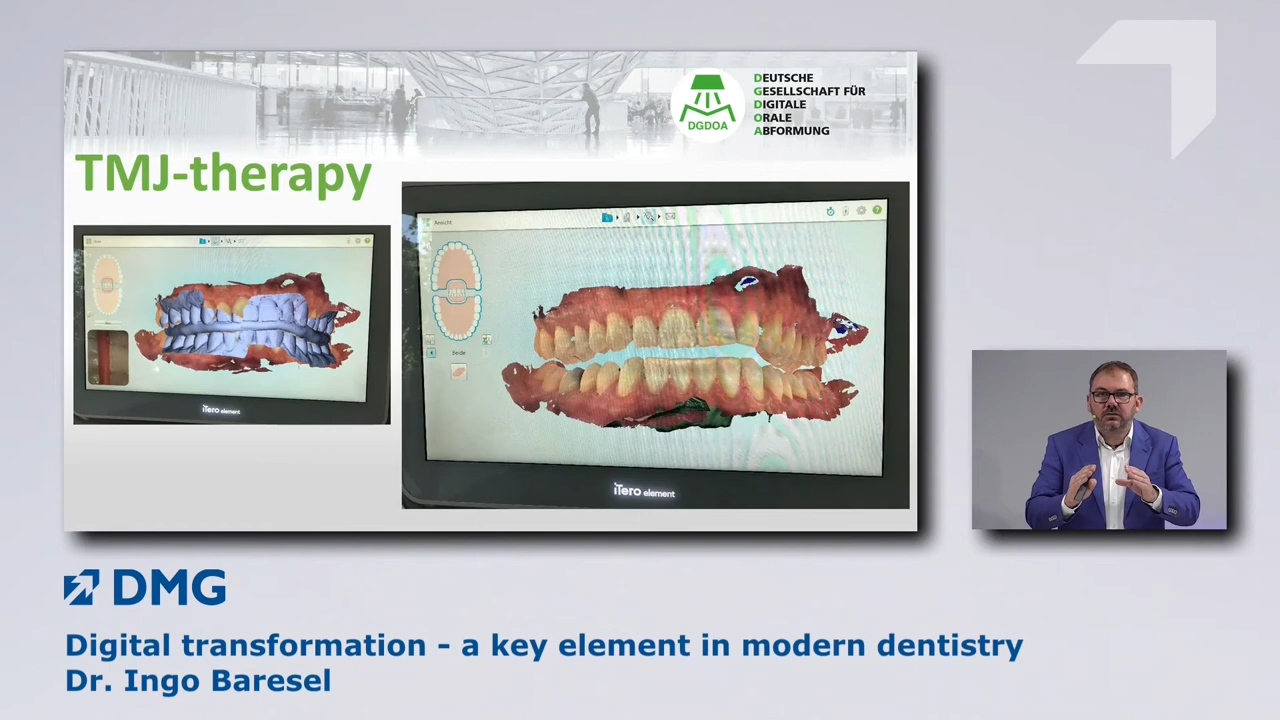 DGDOA
DEUTSCHE
GESELLSCHAFT FÜR
DIGITALE
ORALE
ABFORMUNG
TMJ-therapy
iTero element
Ansicht
iTero element
DMG
Digital transformation - a key element in modern dentistry
Dr. Ingo Baresel